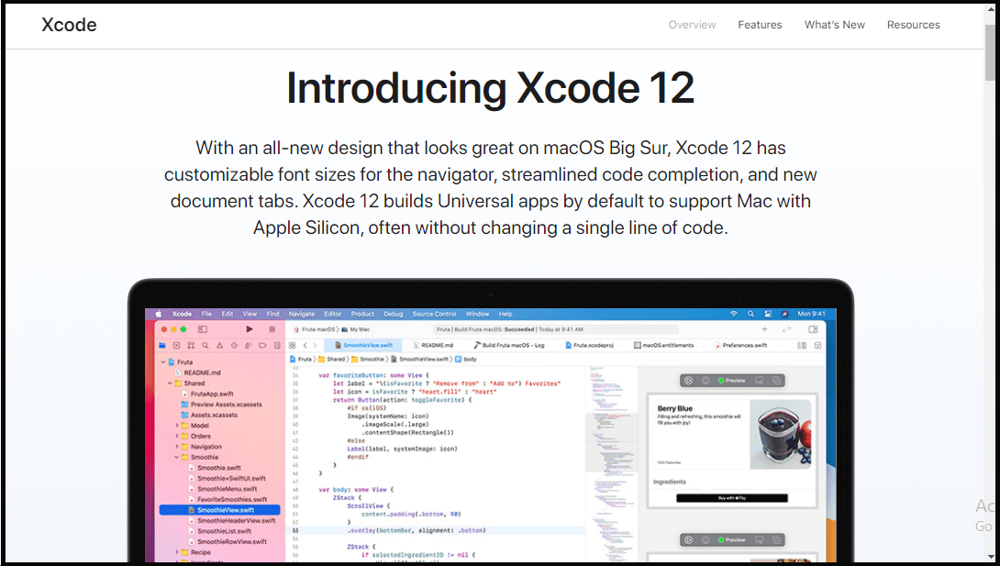 Xcode
Overview Features What's New Resources
Introducing Xcode 12
With an all-new design that looks great on macOS Big Sur, Xcode 12 has
customizable font sizes for the navigator, streamlined code completion, and new
document tabs. Xcode 12 builds Universal apps by default to support Mac with
Apple Silicon, often without changing a single line of code.
Xcode File Edit View Find Navigate Editor Product Debug Source Control Window Help
Mon 9:41
Fruta macOS 〉 My Mac
Fruta | Build Fruta macOS: Succeeded | Today at 9:41 AM
SmoothieView.swift
README.md
Build Fruta macOS - Log
Fruta.xcodeproj
macOS.entitlements
Preferences.swift
Fruta 〉 Shared 〉 Smoothie 〉 SmoothieView.swift 〉 body
Fruta
README.md
Shared
FrutaApp.swift
Preview Assets.xcassets
Assets.xcassets
Model
Orders
Navigation
Smoothie
Smoothie.swift
Smoothie+SwiftUI.swift
SmoothieMenu.swift
FavoriteSmoothies.swift
SmoothieView.swift
SmoothieHeaderView.swift
SmoothieList.swift
SmoothieRowView.swift
Recipe
34 var favoriteButton: some View {
35 let label = "\(isFavorite ? "Remove from" : "Add to") Favorites"
36 let icon = isFavorite ? "heart.fill" : "heart"
37 return Button(action: toggleFavorite) {
38 #if os(iOS)
39 Image(systemName: icon)
40 .imageScale(.large)
41 .contentShape(Rectangle())
42 #else
43 Label(label, systemImage: icon)
44 #endif
45 }
46 }
47
48 var body: some View {
49 ZStack {
50 ScrollView {
51 content.padding(.bottom, 90)
52 }
53 .overlay(bottomBar, alignment: .bottom)
54
55 ZStack {
56 if selectedIngredientID != nil {
Preview
Berry Blue
Filling and refreshing, this smoothie will
fill you with joy!
520 Calories
Ingredients
Buy with Pay
Preview
Ac
Go